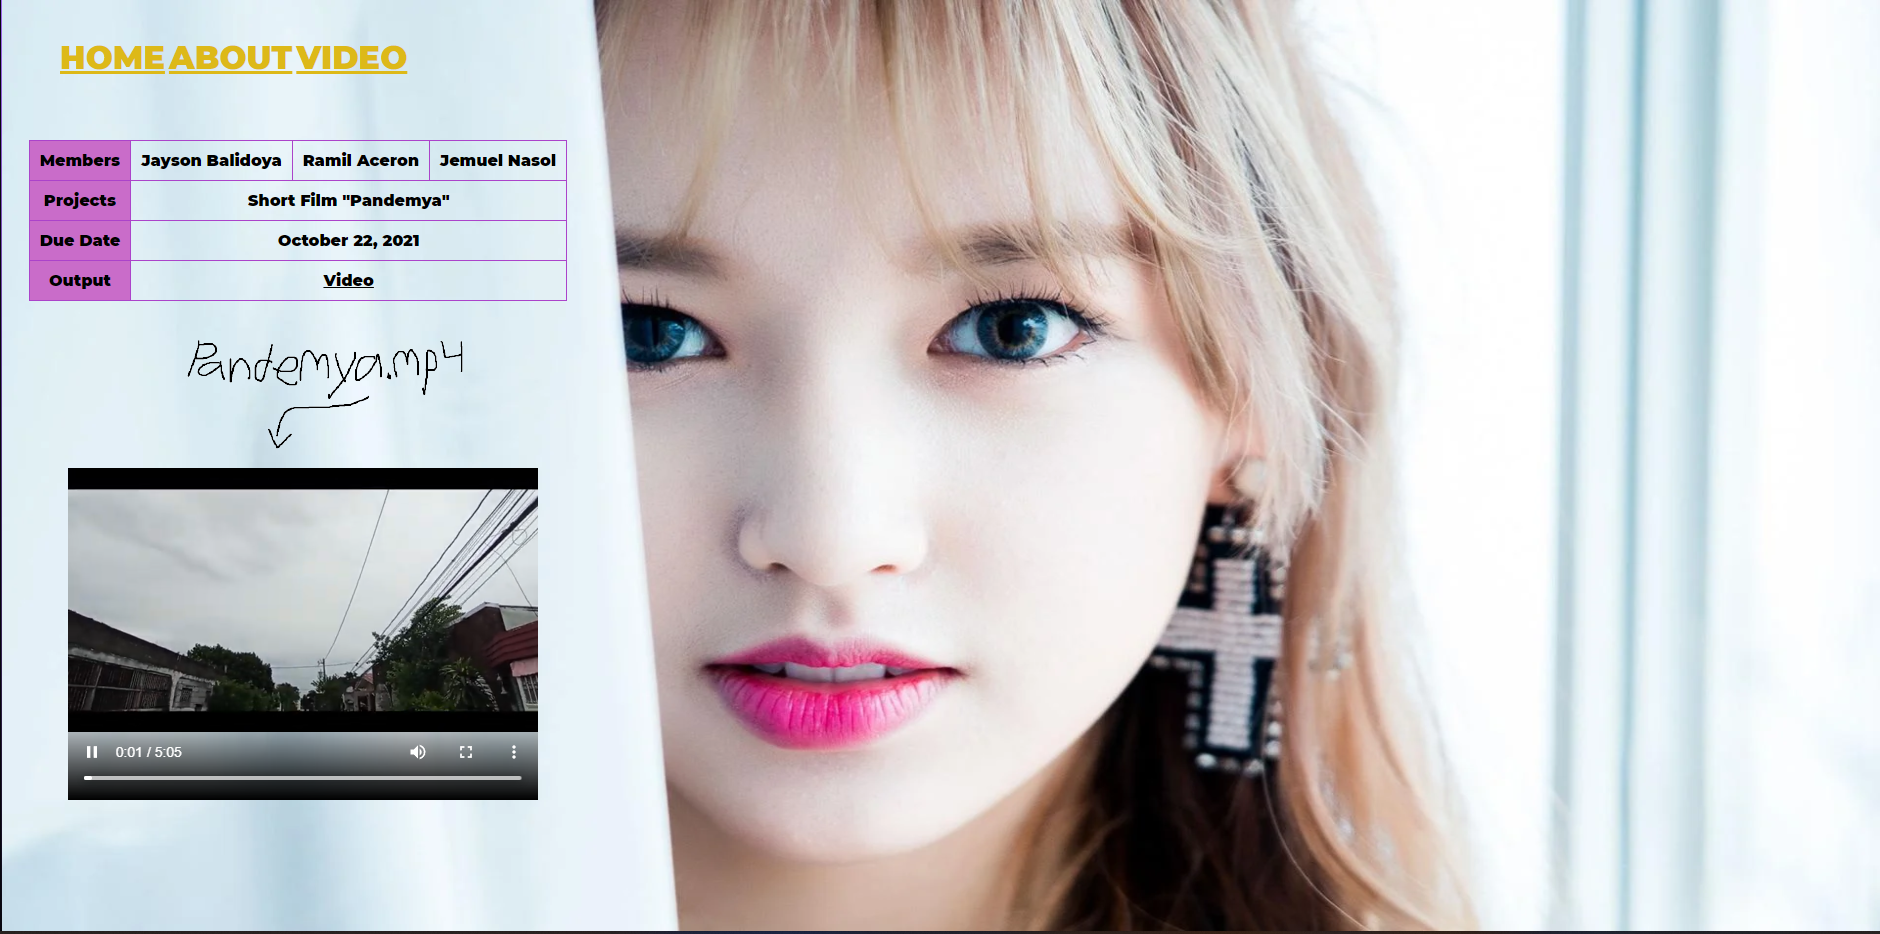 HOME ABOUT VIDEO
Members Jayson Balidoya Ramil Aceron Jemuel Nasol
Projects Short Film "Pandemya"
Due Date October 22, 2021
Output Video
Pandemya.mp4
0:01 / 5:05